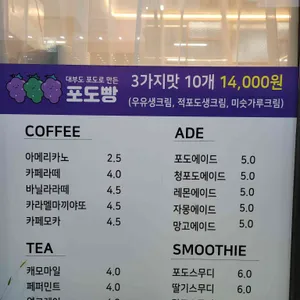 대부도 포도로 만든
포도빵
3가지맛 10개 14,000원
(우유생크림, 적포도생크림, 미숫가루크림)
COFFEE
아메리카노 2.5
카페라떼 4.0
바닐라라떼 4.5
카라멜마끼야또 4.5
카페모카 4.5
TEA
캐모마일 4.0
페퍼민트 4.0
ADE
포도에이드 5.0
청포도에이드 5.0
레몬에이드 5.0
자몽에이드 5.0
망고에이드 5.0
SMOOTHIE
포도스무디 6.0
딸기스무디 6.0